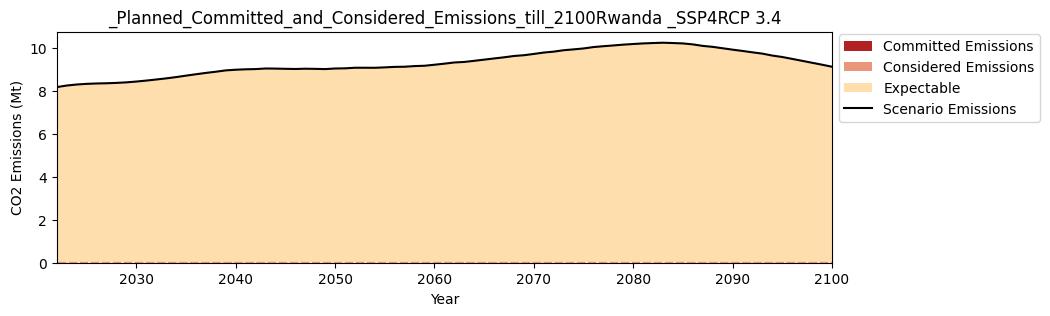 _Planned_Committed_and_Considered_Emissions_till_2100Rwanda _SSP4RCP 3.4
Committed Emissions
Considered Emissions
Expectable
Scenario Emissions
CO2 Emissions (Mt)
10
8
6
4
2
0
2030 2040 2050 2060 2070 2080 2090 2100
Year